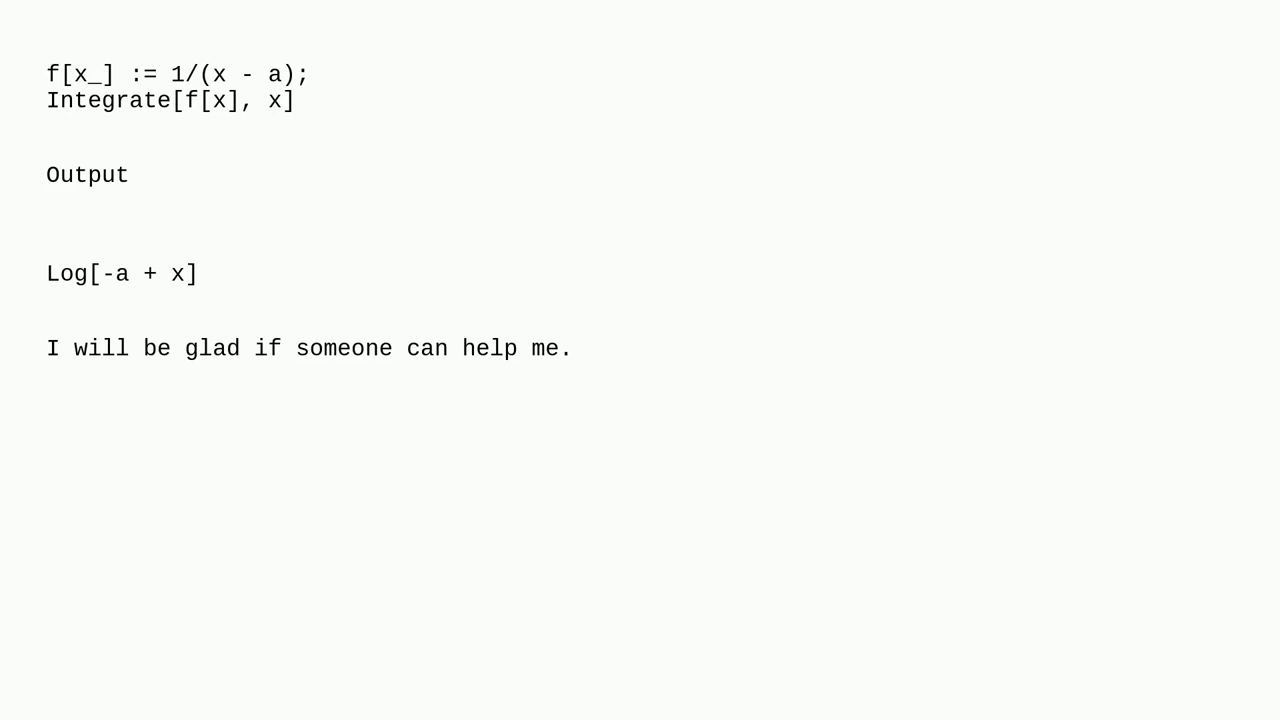 f[x_] := 1/(x - a);
Integrate[f[x], x]
Output
Log[-a + x]
I will be glad if someone can help me.